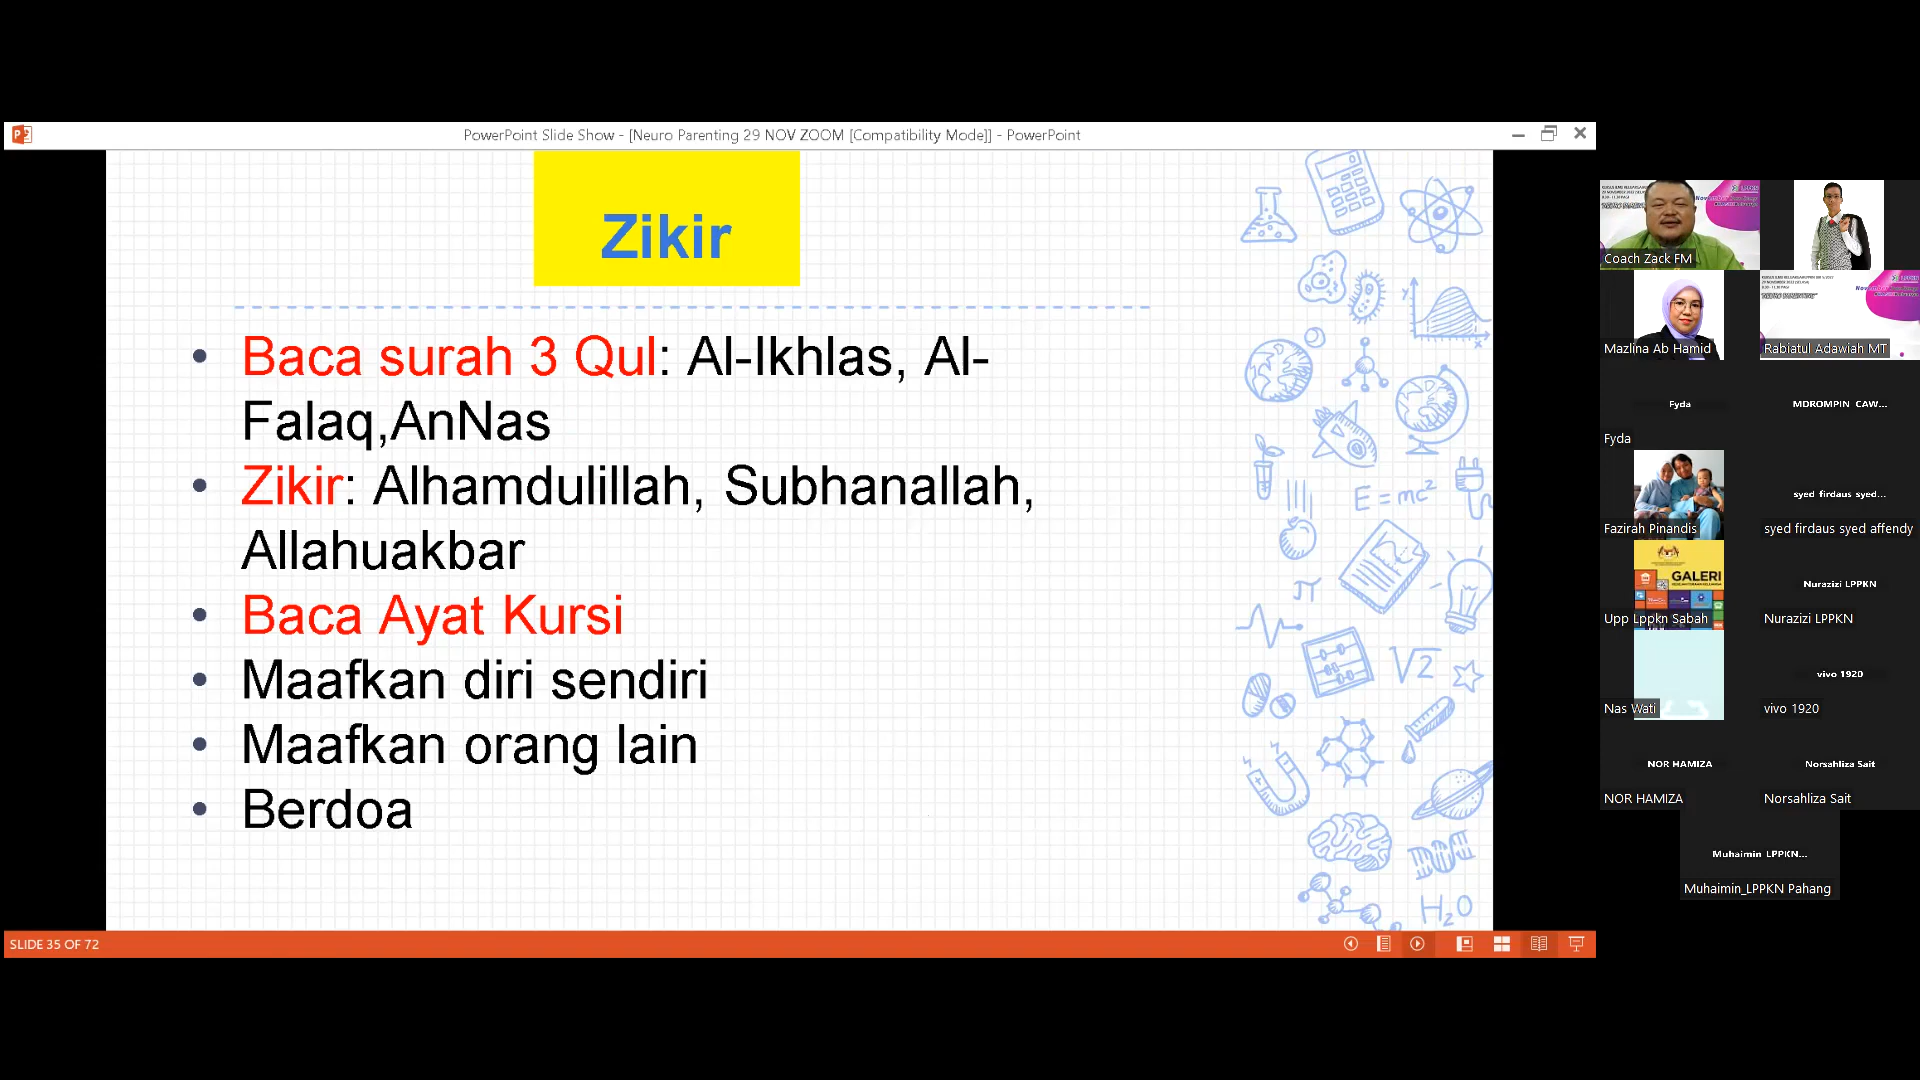 PowerPoint Slide Show - [Neuro Parenting 29 NOV ZOOM [Compatibility Mode]] - PowerPoint
Zikir
Baca surah 3 Qul: Al-Ikhlas, Al-
Falaq,AnNas
Zikir: Alhamdulillah, Subhanallah,
Allahuakbar
Baca Ayat Kursi
Maafkan diri sendiri
Maafkan orang lain
Berdoa
E=mc²
π
√2
H₂O
SLIDE 35 OF 72
Coach Zack FM
Mazlina Ab Hamid
Rabiatul Adawiah MT
Fyda
MDROMPIN CAW...
Fyda
Fazirah Pinandis
syed firdaus syed...
syed firdaus syed affendy
GALERI
Upp Lppkn Sabah
Nurazizi LPPKN
Nurazizi LPPKN
Nas Wati
vivo 1920
vivo 1920
NOR HAMIZA
NOR HAMIZA
Norsahliza Sait
Norsahliza Sait
Muhaimin LPPKN...
Muhaimin_LPPKN Pahang